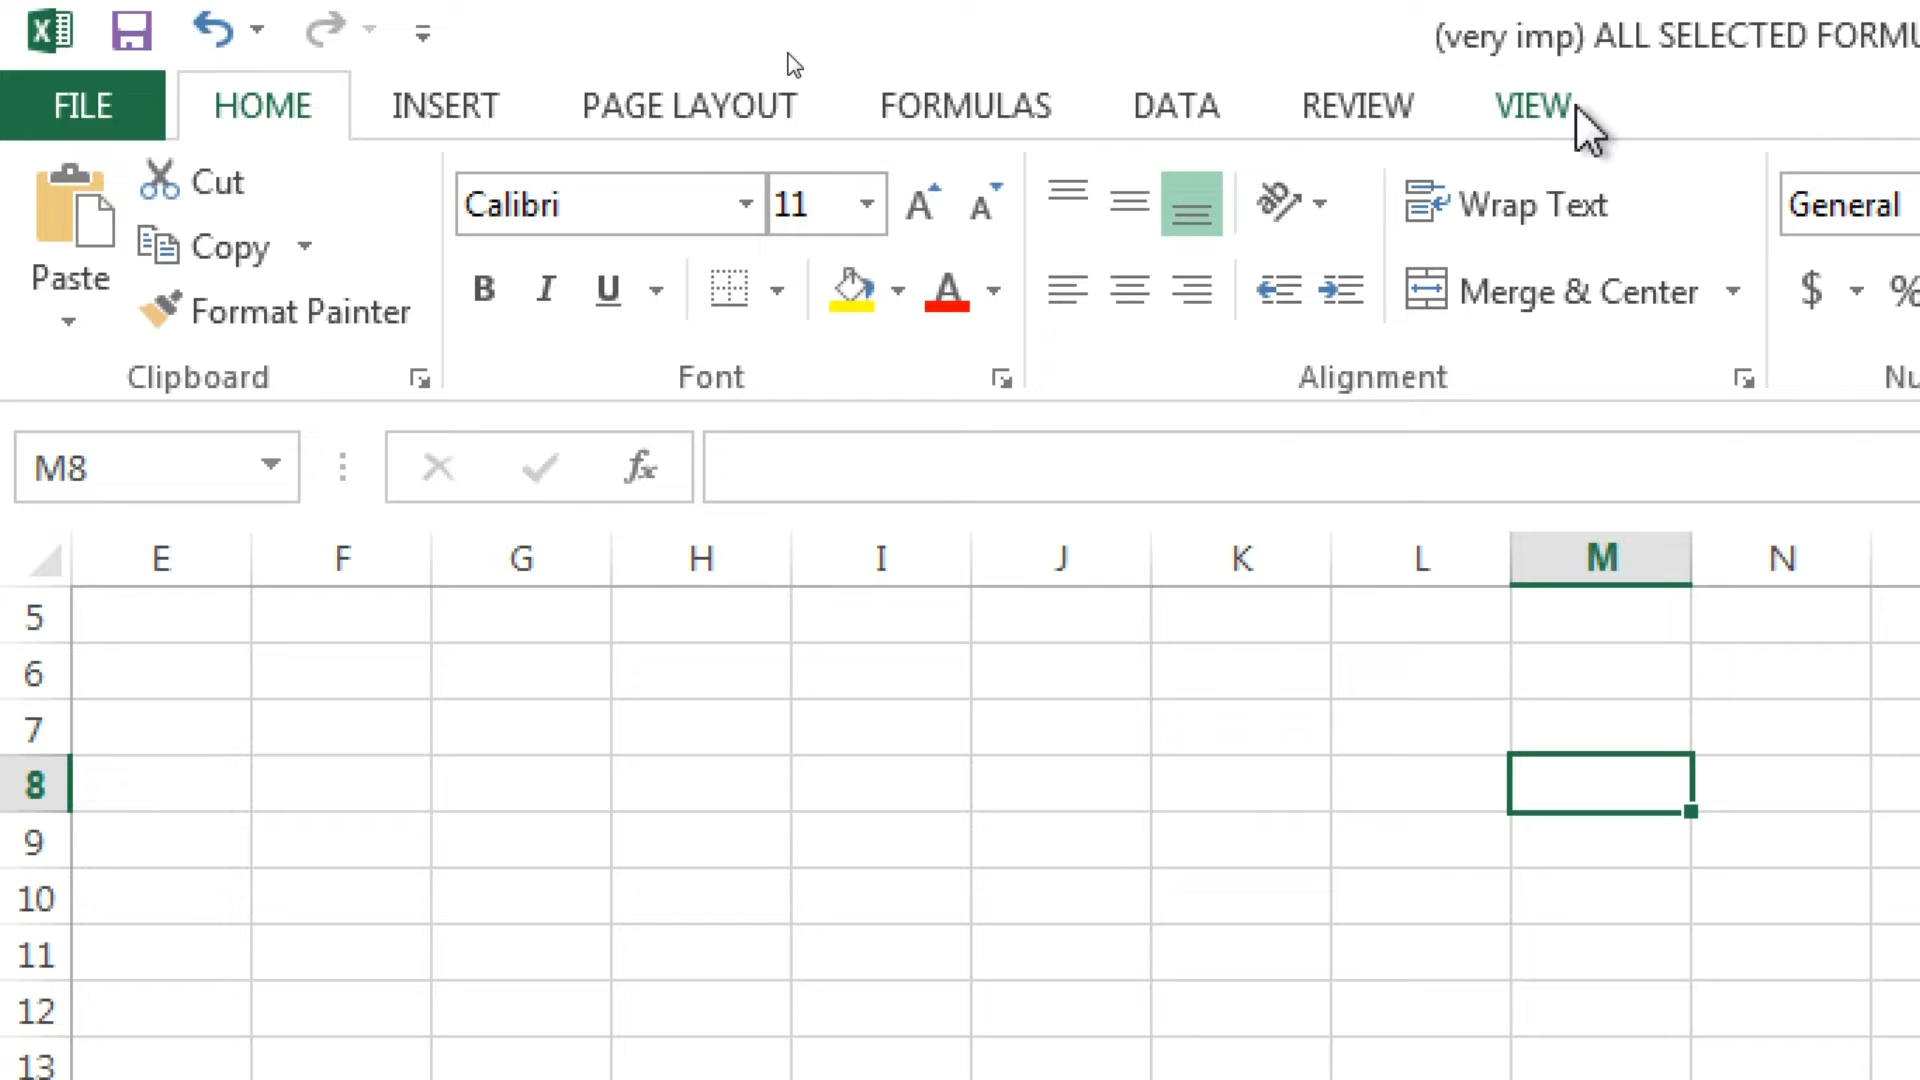 (very imp) ALL SELECTED FORMU
FILE HOME INSERT PAGE LAYOUT FORMULAS DATA REVIEW VIEW
Cut
Copy
Format Painter
Paste
Calibri 11
B I U
Wrap Text
Merge & Center
General
$ %
Clipboard Font Alignment Nu
M8 fx
E F G H I J K L M N
5
6
7
8
9
10
11
12
13